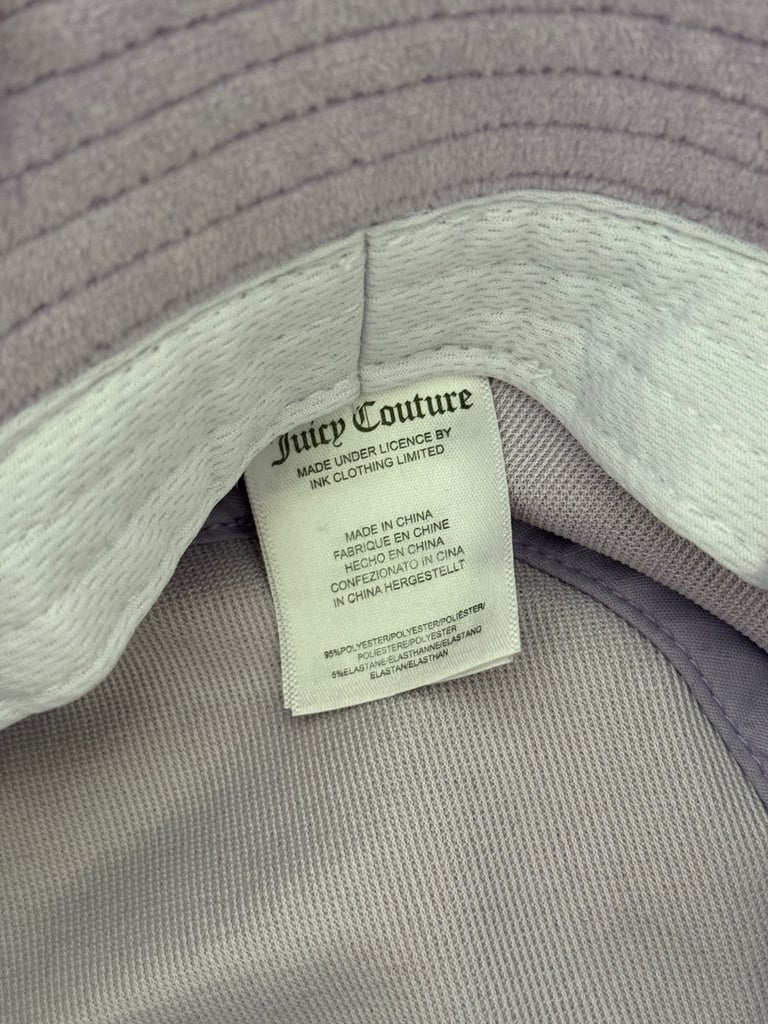 Juicy Couture
MADE UNDER LICENCE BY
INK CLOTHING LIMITED
MADE IN CHINA
FABRIQUE EN CHINE
HECHO EN CHINA
CONFEZIONATO IN CINA
IN CHINA HERGESTELLT
95%POLYESTER/POLYESTER/POLIÉSTER/
POLIESTERE/POLYESTER
5%ELASTANE/ÉLASTHANNE/ELASTANO
ELASTAN/ELASTHAN